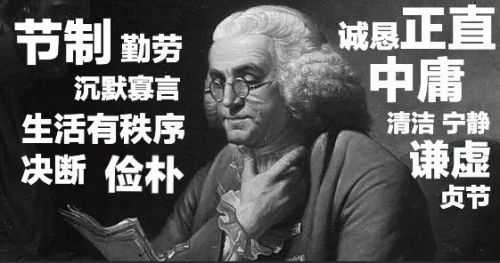 节制 勤劳
沉默寡言
生活有秩序
决断 俭朴
诚恳 正直
中庸
清洁 宁静
谦虚
贞节